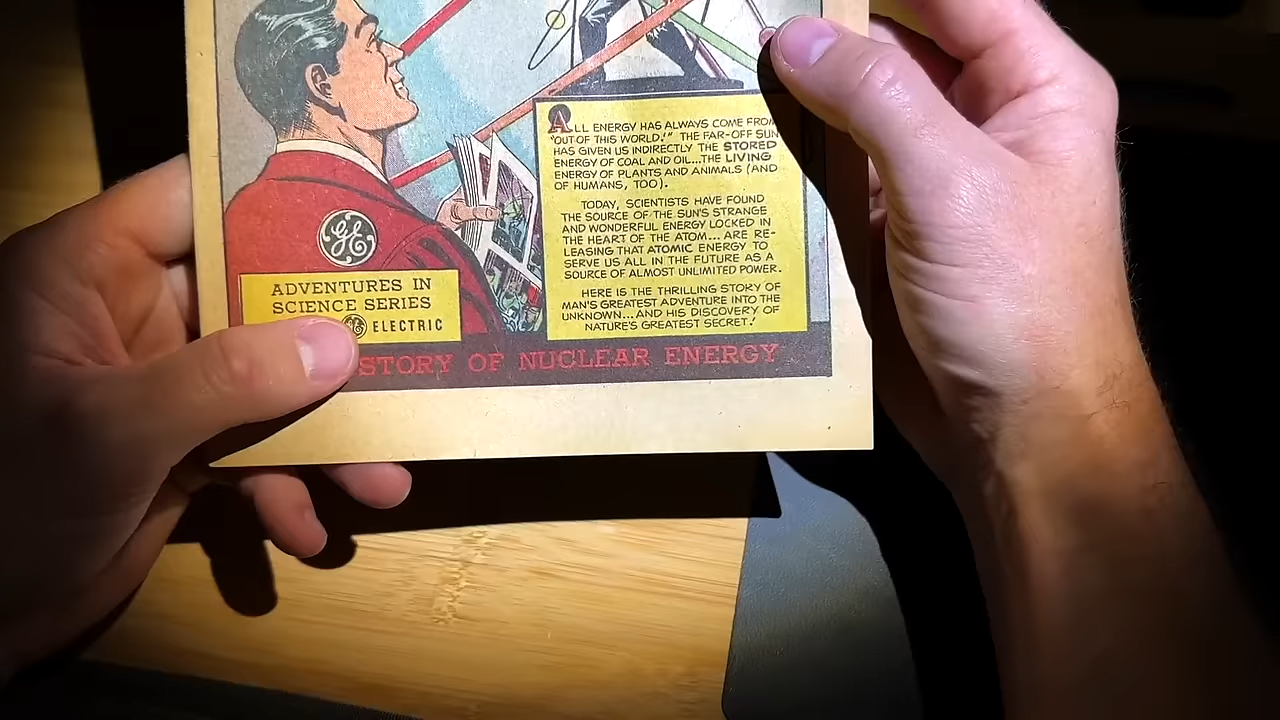 ALL ENERGY HAS ALWAYS COME FROM
"OUT OF THIS WORLD!" THE FAR-OFF SUN
HAS GIVEN US INDIRECTLY THE STORED
ENERGY OF COAL AND OIL...THE LIVING
ENERGY OF PLANTS AND ANIMALS (AND
OF HUMANS, TOO).
TODAY, SCIENTISTS HAVE FOUND
THE SOURCE OF THE SUN'S STRANGE
AND WONDERFUL ENERGY LOCKED IN
THE HEART OF THE ATOM... ARE RE-
LEASING THAT ATOMIC ENERGY TO
SERVE US ALL IN THE FUTURE AS A
SOURCE OF ALMOST UNLIMITED POWER.
HERE IS THE THRILLING STORY OF
MAN'S GREATEST ADVENTURE INTO THE
UNKNOWN...AND HIS DISCOVERY OF
NATURE'S GREATEST SECRET!
GE
ADVENTURES IN
SCIENCE SERIES
GE ELECTRIC
STORY OF NUCLEAR ENERGY